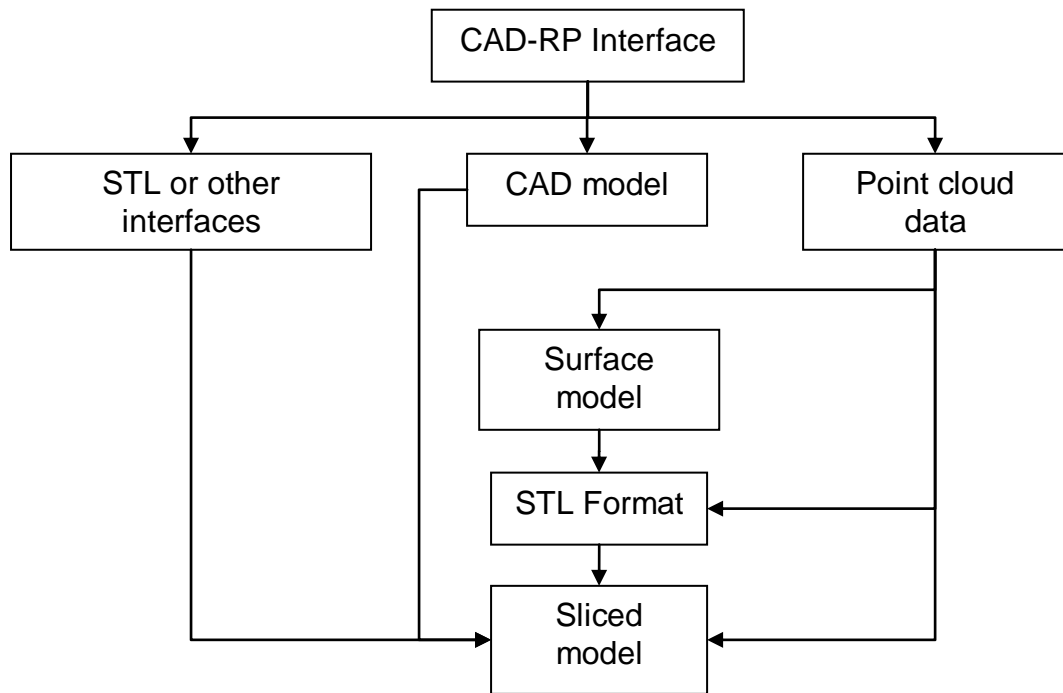 CAD-RP Interface
STL or other
interfaces
CAD model
Point cloud
data
Surface
model
STL Format
Sliced
model